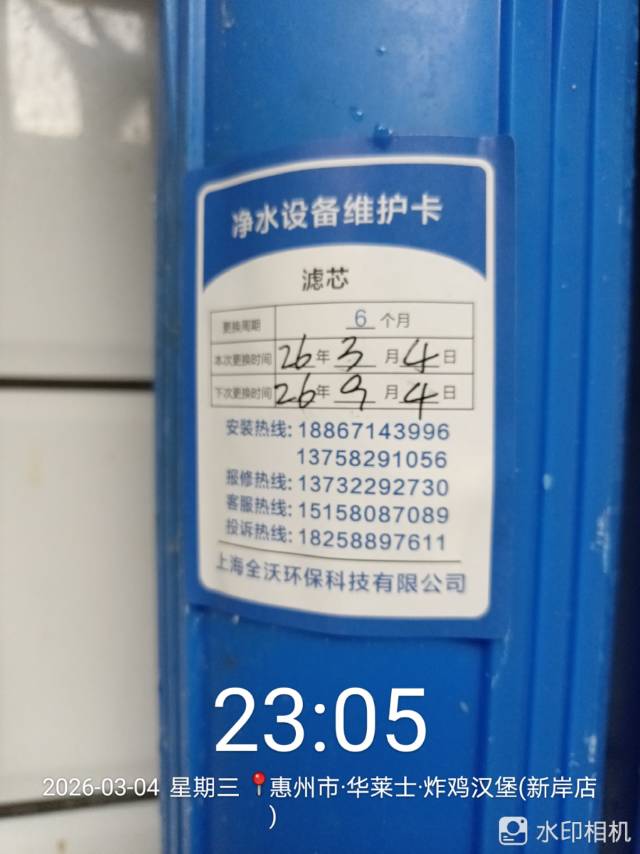 净水设备维护卡
滤芯
更换周期 6 个月
本次更换时间 26年 3 月 4 日
下次更换时间 26年 9 月 4 日
安装热线: 18867143996
13758291056
报修热线: 13732292730
客服热线: 15158087089
投诉热线: 18258897611
上海全沃环保科技有限公司
23:05
2026-03-04 星期三 📍惠州市·华莱士·炸鸡汉堡(新岸店
)
水印相机